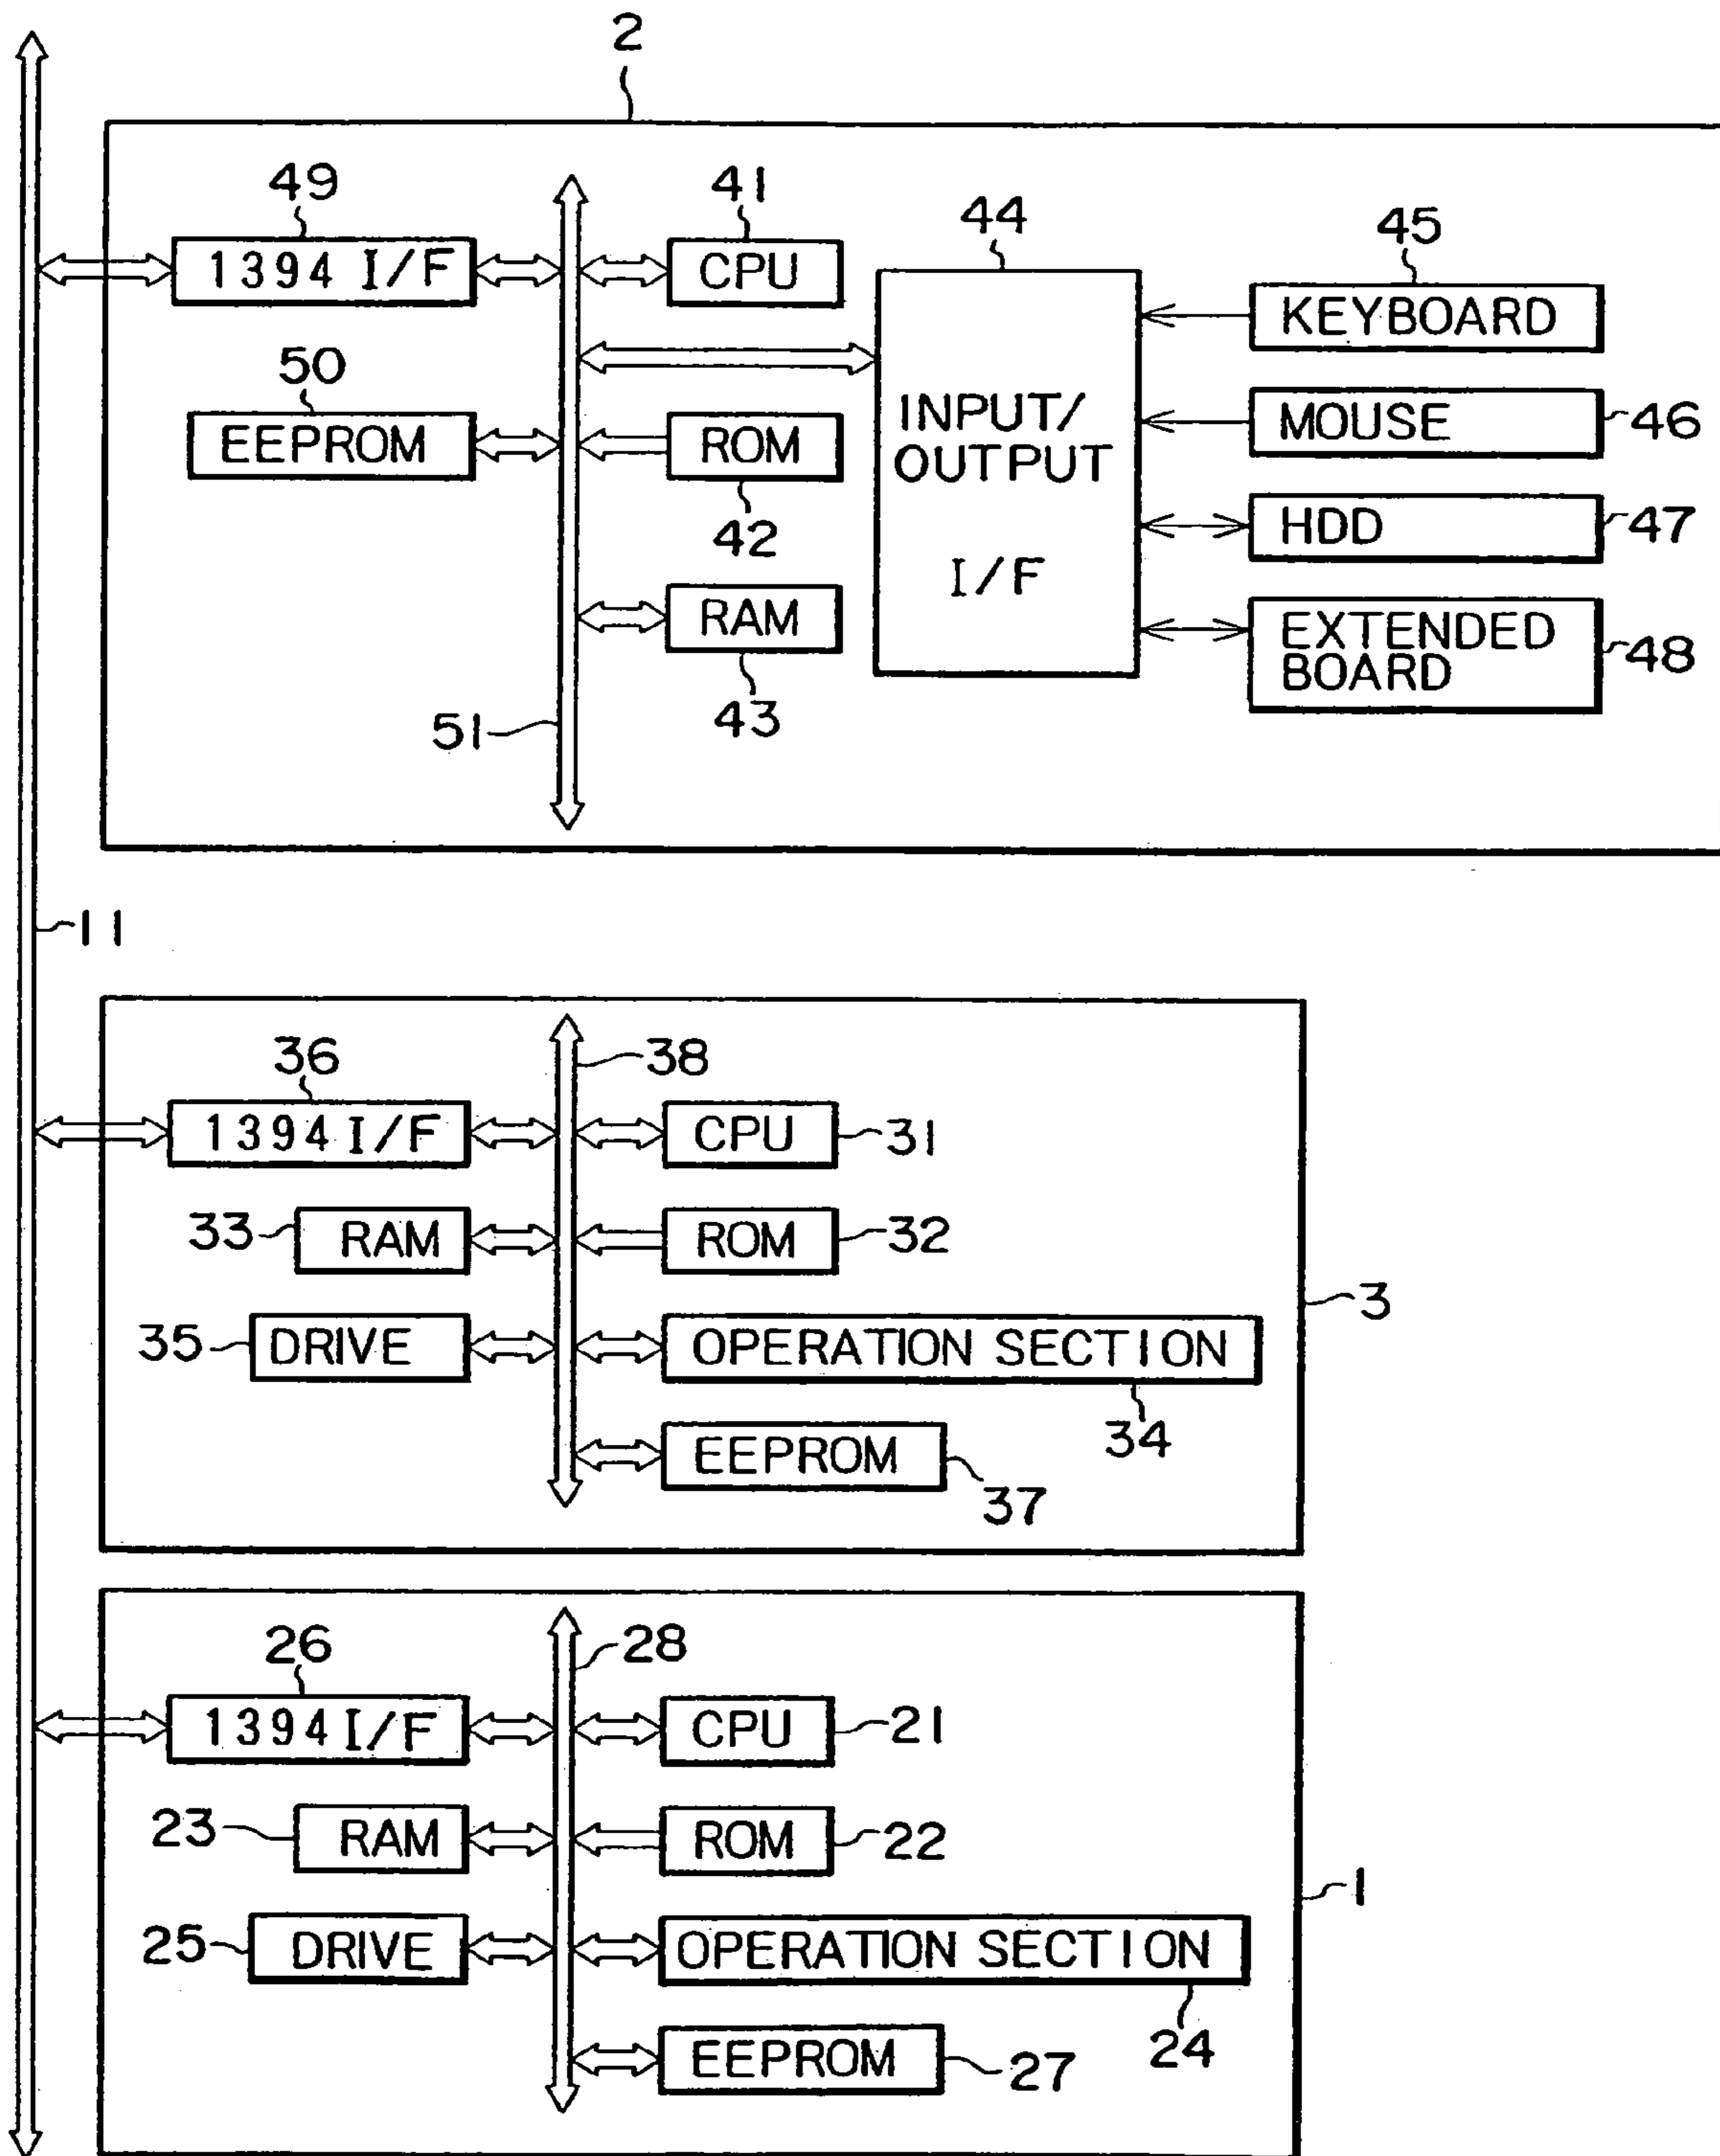 2
49
41
44
45
1394 I/F
CPU
KEYBOARD
50
INPUT/
OUTPUT
I/F
MOUSE
46
EEPROM
ROM
42
HDD
47
RAM
43
EXTENDED
BOARD
48
51
11
36
38
1394 I/F
CPU
31
33
RAM
ROM
32
3
35
DRIVE
OPERATION SECTION
34
EEPROM
37
26
28
1394 I/F
CPU
21
23
RAM
ROM
22
1
25
DRIVE
OPERATION SECTION
24
EEPROM
27